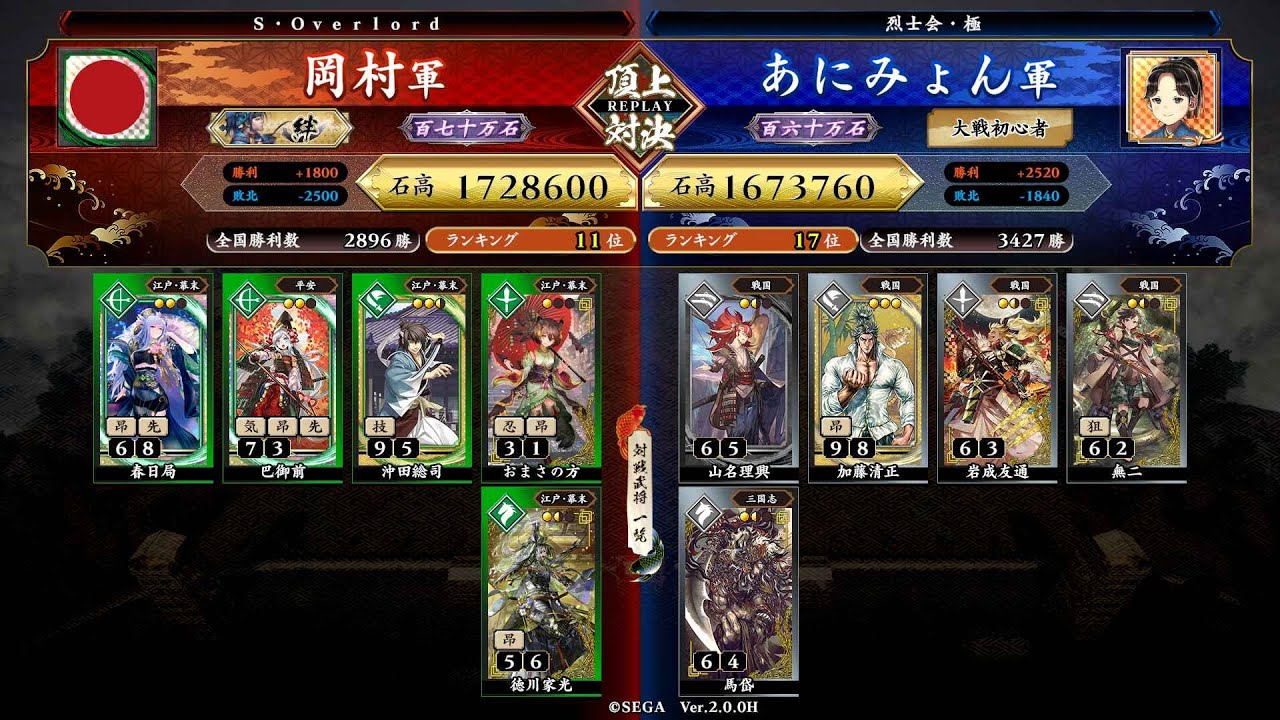 S・Overlord
烈士会・極
岡村軍
頂上
REPLAY
対決
あにみょん軍
絆
百七十万石
百六十万石
大戦初心者
勝利 +1800
敗北 -2500
石高 1728600
石高 1673760
勝利 +2520
敗北 -1840
全国勝利数 2896勝
ランキング 11位
ランキング 17位
全国勝利数 3427勝
江戸・幕末
平安
江戸・幕末
江戸・幕末
戦国
戦国
戦国
戦国
昂 先
気 昂 先
技
忍 昂
昂
狙
6 8
7 3
9 5
3 1
6 5
9 8
6 3
6 2
春日局
巴御前
沖田総司
おまさの方
山名理興
加藤清正
岩成友通
無二
対戦武将一覧
江戸・幕末
三国志
昂
5 6
6 4
徳川家光
馬岱
©SEGA Ver.2.0.0H